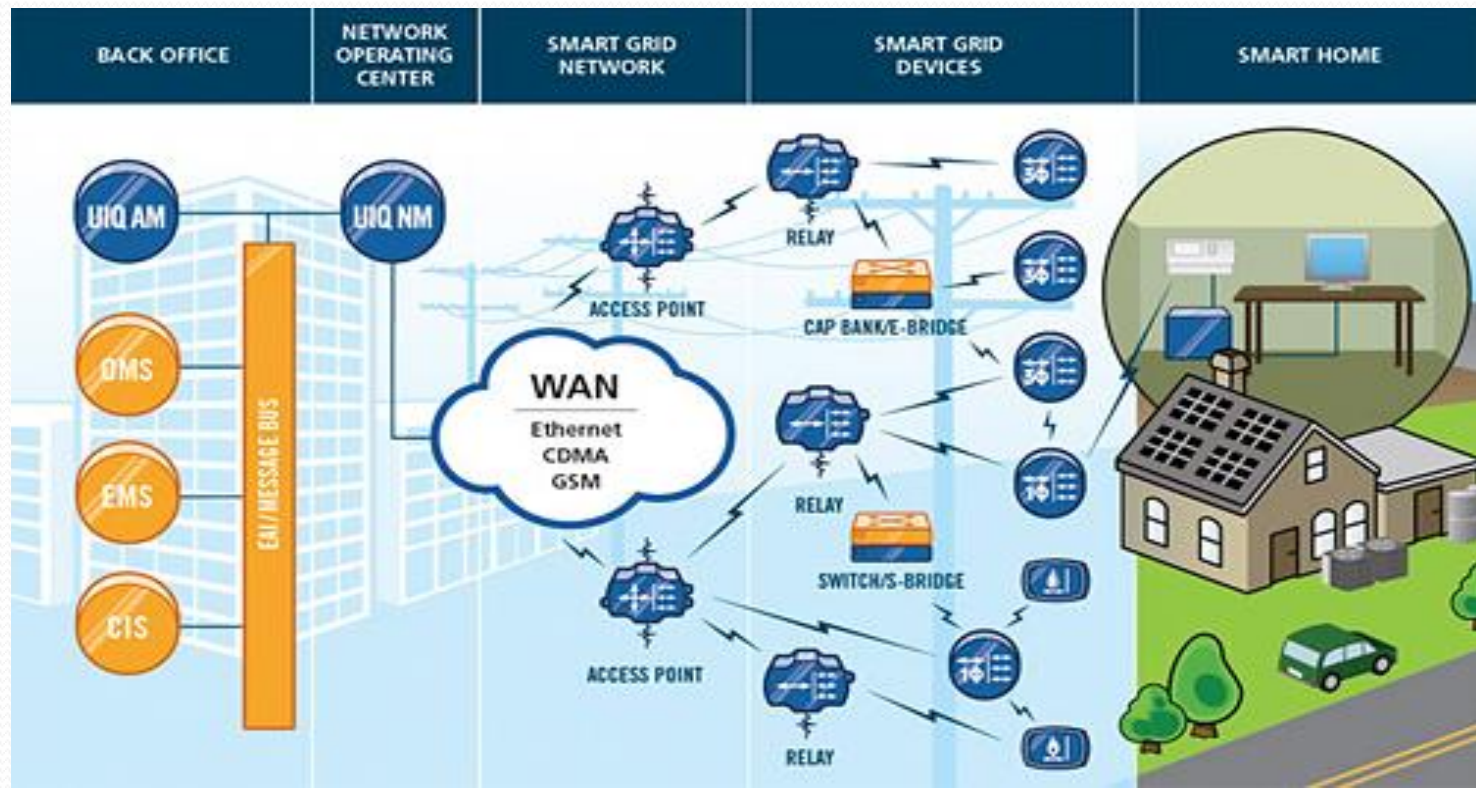 BACK OFFICE
NETWORK
OPERATING
CENTER
SMART GRID
NETWORK
SMART GRID
DEVICES
SMART HOME
UIQ AM
UIQ NM
OMS
EMS
CIS
EAI / MESSAGE BUS
ACCESS POINT
WAN
Ethernet
CDMA
GSM
ACCESS POINT
RELAY
3Φ
CAP BANK/E-BRIDGE
3Φ
3Φ
RELAY
1Φ
SWITCH/S-BRIDGE
1Φ
RELAY